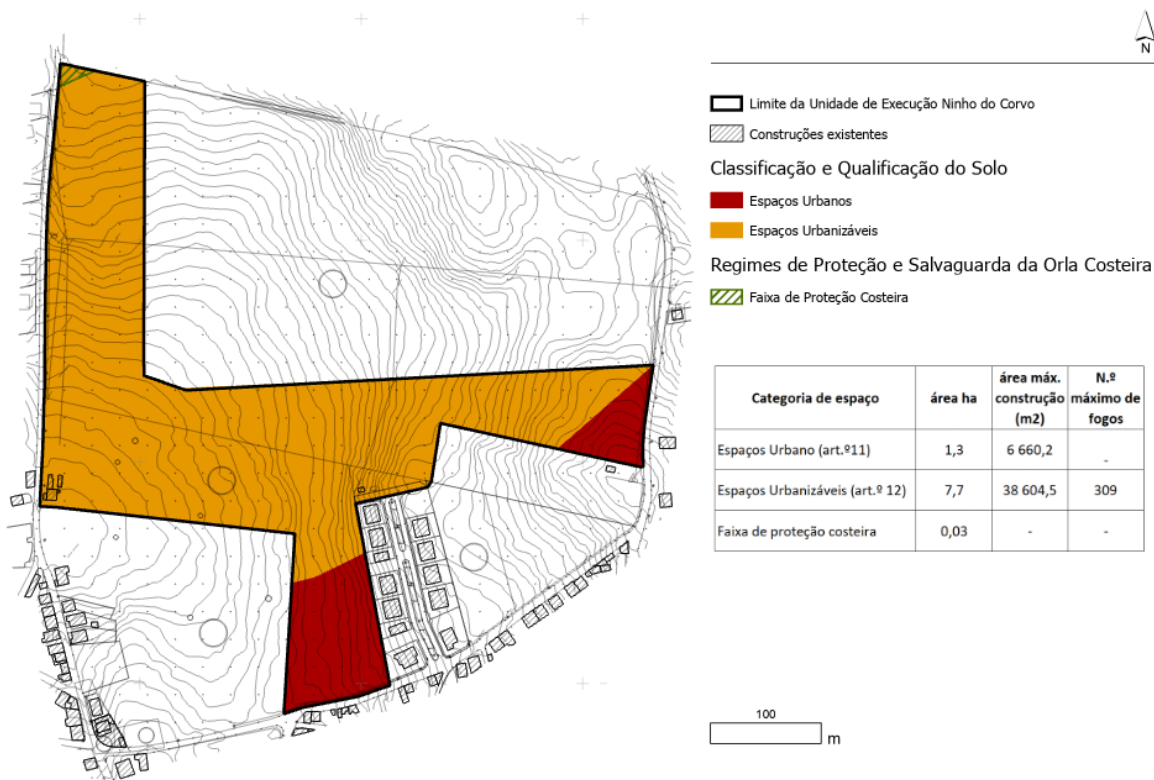 N
Limite da Unidade de Execução Ninho do Corvo
Construções existentes
Classificação e Qualificação do Solo
Espaços Urbanos
Espaços Urbanizáveis
Regimes de Proteção e Salvaguarda da Orla Costeira
Faixa de Proteção Costeira
Categoria de espaço
área ha
área máx.
construção
(m2)
N.º
máximo de
fogos
Espaços Urbano (art.º11)
1,3
6 660,2
-
Espaços Urbanizáveis (art.º 12)
7,7
38 604,5
309
Faixa de proteção costeira
0,03
-
-
100
m